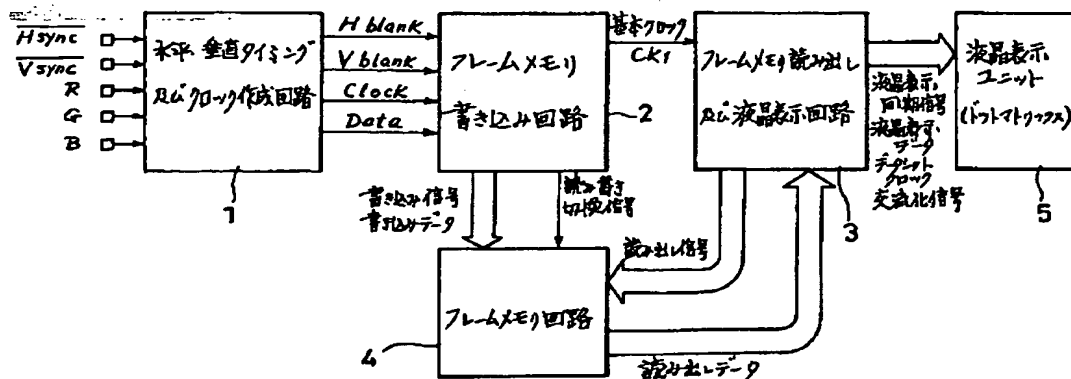 Hsync
Vsync
R
G
B
水平垂直タイミング
及びクロック作成回路
1
H blank
V blank
Clock
Data
フレームメモリ
書き込み回路
2
基本クロック
CK1
フレームメモリ読み出し
及び液晶表示回路
3
液晶表示
同期信号
液晶表示
データ
データシフト
クロック
交流化信号
液晶表示
ユニット
(ドットマトリックス)
5
書き込み信号
書き込みデータ
読み書き
切換信号
読み出し信号
フレームメモリ回路
4
読み出しデータ